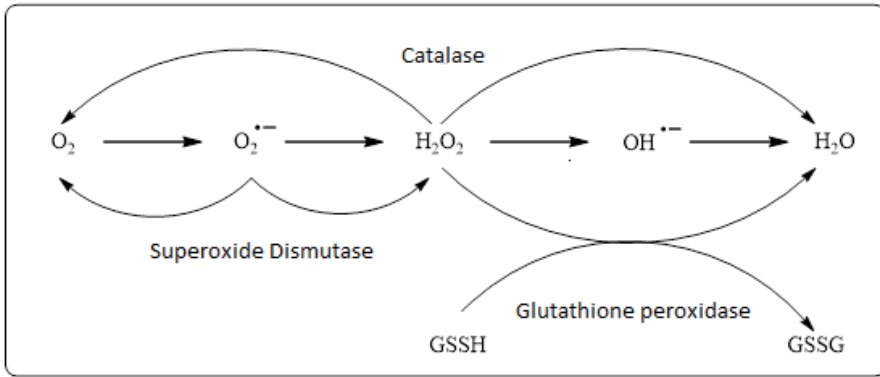 Catalase
O₂ O₂•− H₂O₂ OH•− H₂O
Superoxide Dismutase
Glutathione peroxidase
GSSH GSSG